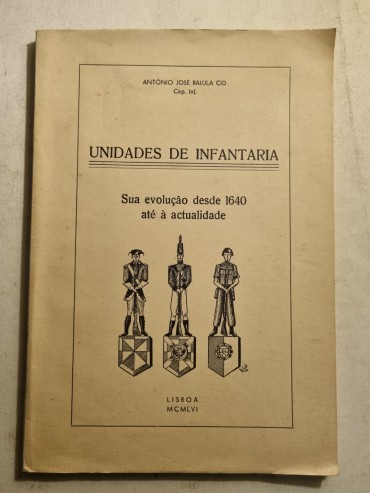 ANTÓNIO JOSÉ BALULA CID
Cap. Inf.
UNIDADES DE INFANTARIA
Sua evolução desde 1640
até à actualidade
LISBOA
MCMLVI